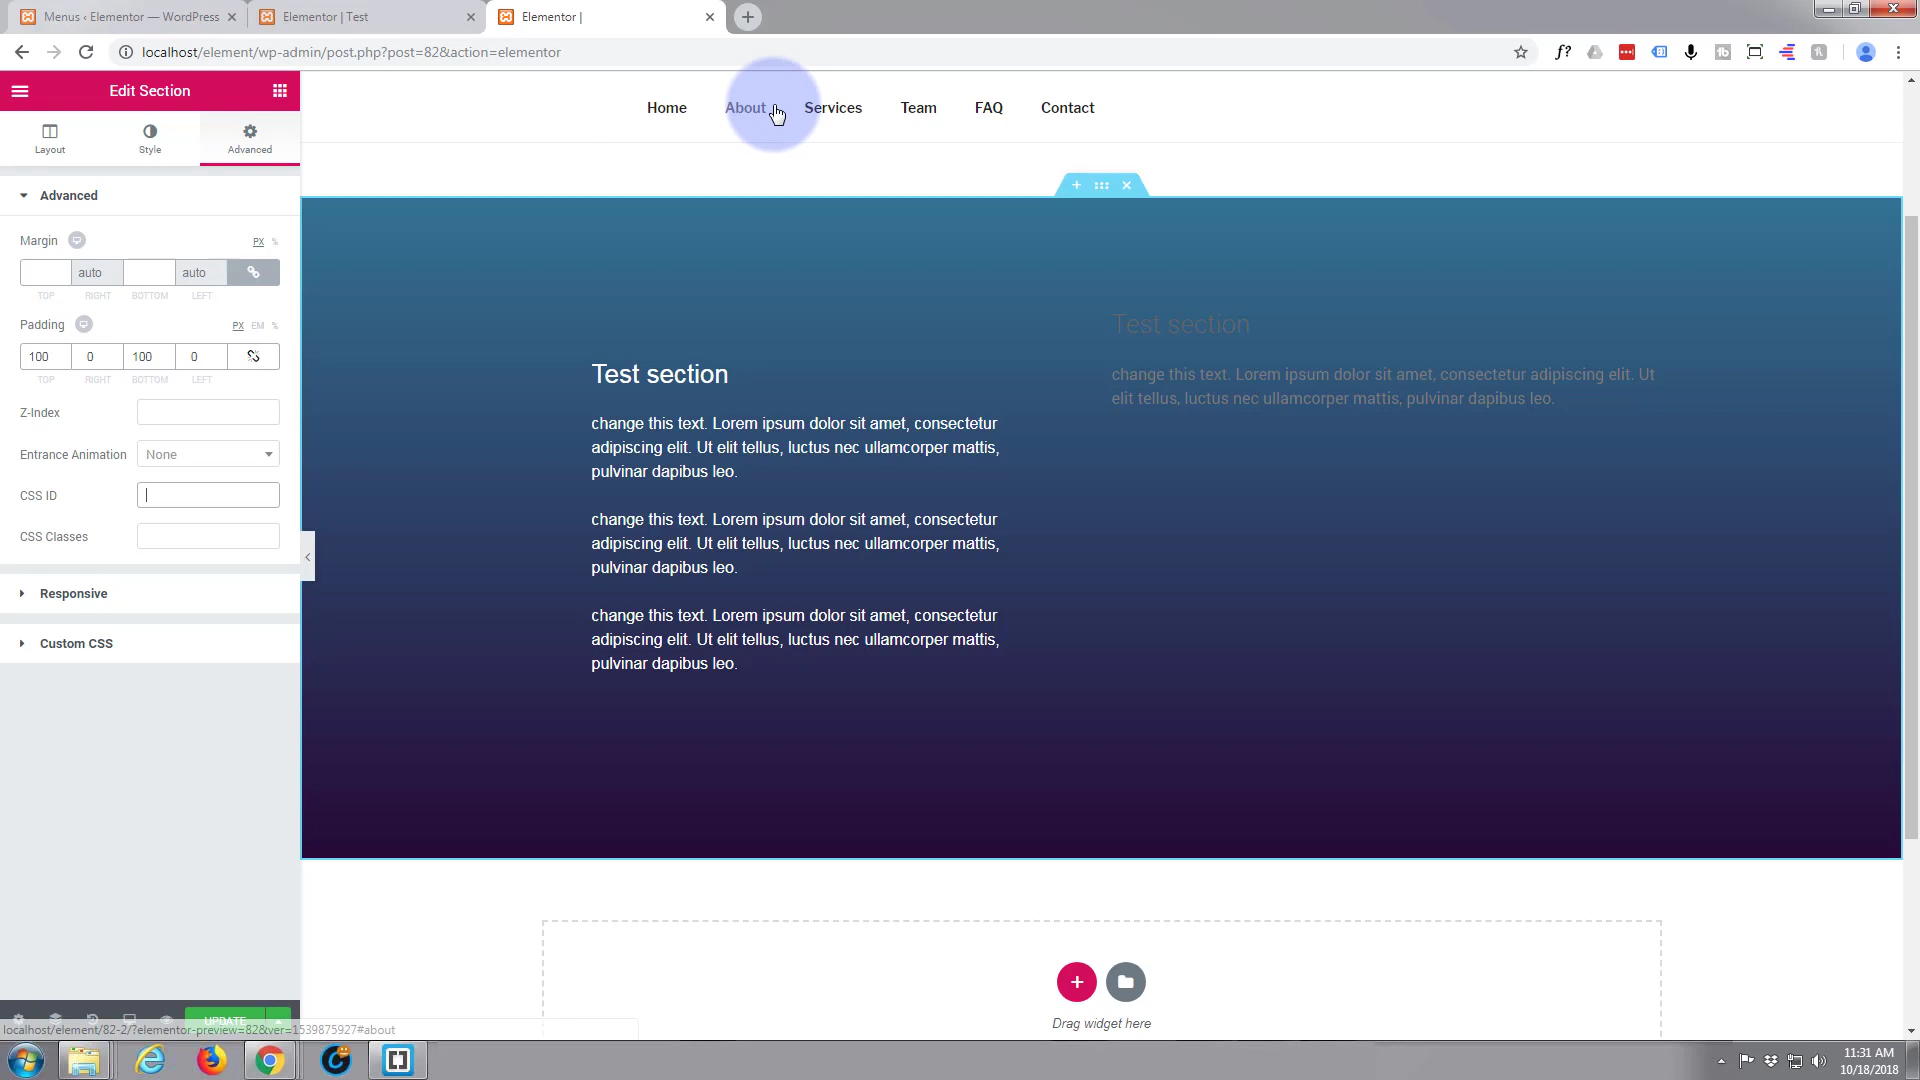 Menus ‹ Elementor — WordPress
Elementor | Test
Elementor |
localhost/element/wp-admin/post.php?post=82&action=elementor
Edit Section
Layout Style Advanced
Home About Services Team FAQ Contact
Advanced
Margin PX %
auto auto
TOP RIGHT BOTTOM LEFT
Padding PX EM %
100 0 100 0
TOP RIGHT BOTTOM LEFT
Z-Index
Entrance Animation None
CSS ID
CSS Classes
Responsive
Custom CSS
UPDATE
localhost/element/82-2/?elementor-preview=82&ver=1539875927#about
Test section
change this text. Lorem ipsum dolor sit amet, consectetur
adipiscing elit. Ut elit tellus, luctus nec ullamcorper mattis,
pulvinar dapibus leo.
change this text. Lorem ipsum dolor sit amet, consectetur
adipiscing elit. Ut elit tellus, luctus nec ullamcorper mattis,
pulvinar dapibus leo.
change this text. Lorem ipsum dolor sit amet, consectetur
adipiscing elit. Ut elit tellus, luctus nec ullamcorper mattis,
pulvinar dapibus leo.
Test section
change this text. Lorem ipsum dolor sit amet, consectetur adipiscing elit. Ut
elit tellus, luctus nec ullamcorper mattis, pulvinar dapibus leo.
Drag widget here
11:31 AM
10/18/2018